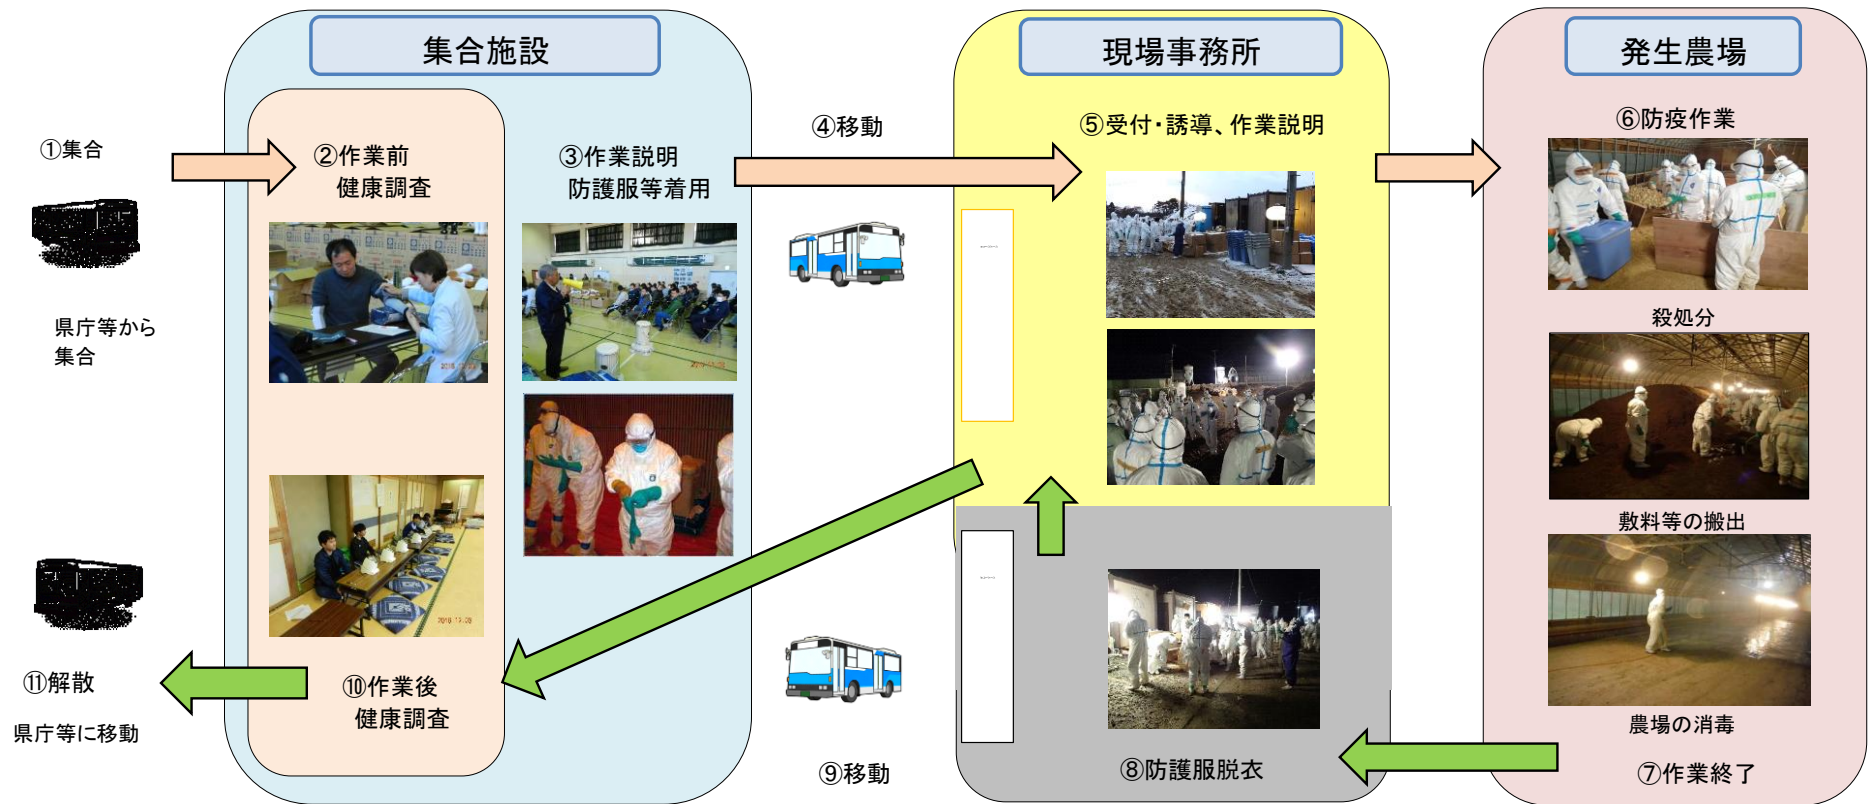 集合施設
現場事務所
発生農場
①集合
県庁等から
集合
②作業前
健康調査
③作業説明
防護服等着用
④移動
⑤受付・誘導、作業説明
⑥防疫作業
殺処分
敷料等の搬出
農場の消毒
⑦作業終了
⑧防護服脱衣
⑨移動
⑩作業後
健康調査
⑪解散
県庁等に移動